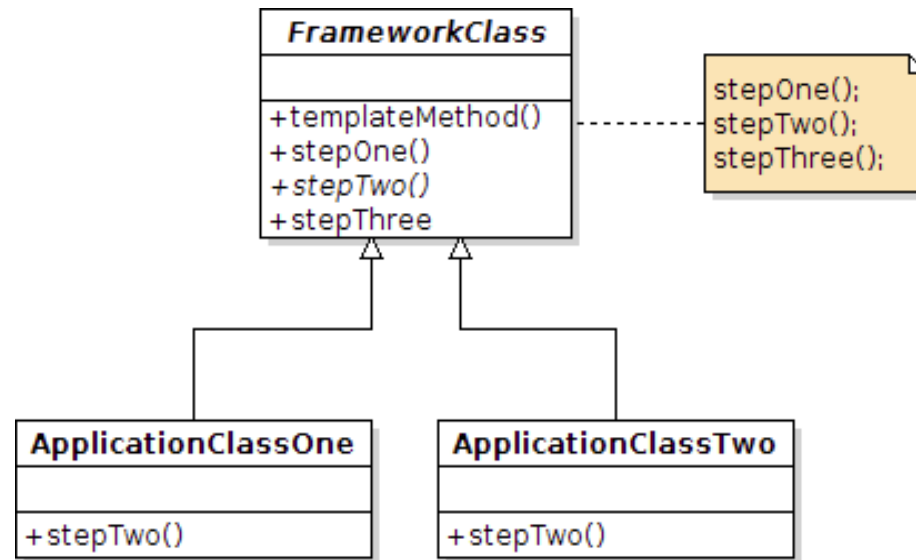 FrameworkClass
+templateMethod()
+stepOne()
+stepTwo()
+stepThree
stepOne();
stepTwo();
stepThree();
ApplicationClassOne
+stepTwo()
ApplicationClassTwo
+stepTwo()